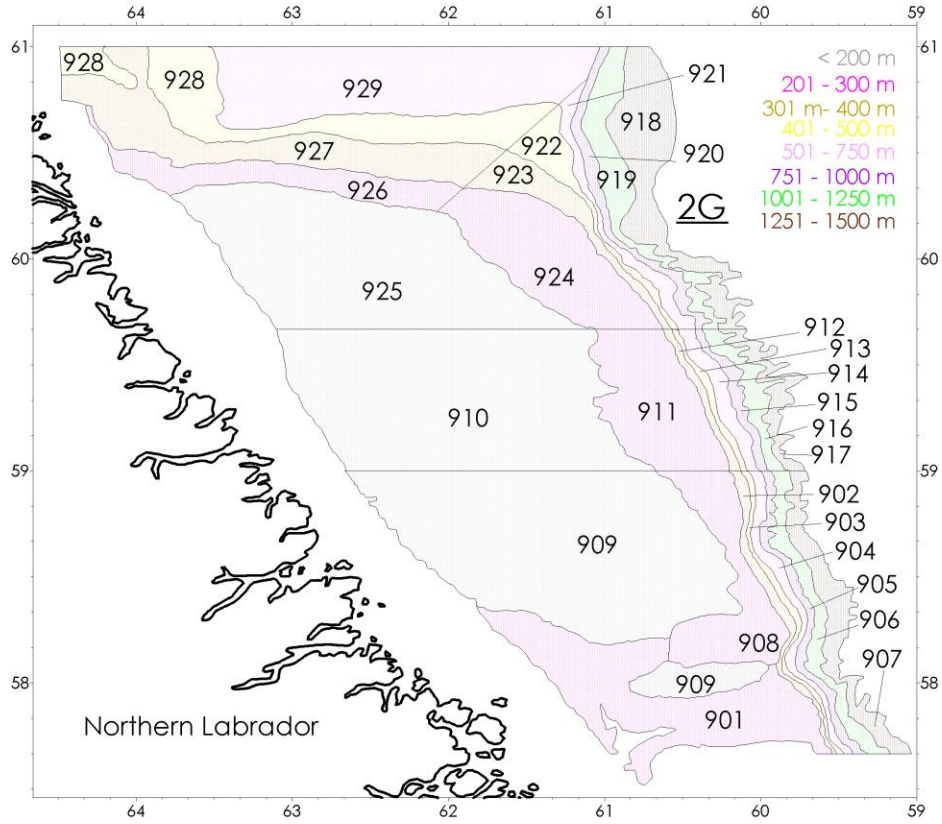 64 63 62 61 60 59
61 61
928 928 929 921 < 200 m
201 - 300 m
918 301 m- 400 m
922 401 - 500 m
927 920 501 - 750 m
923 919 751 - 1000 m
926 2G 1001 - 1250 m
1251 - 1500 m
60 60
924
925
912
913
914
911 915
910 916
917
59 59
902
903
909 904
905
906
908 907
58 909 58
901
Northern Labrador
64 63 62 61 60 59